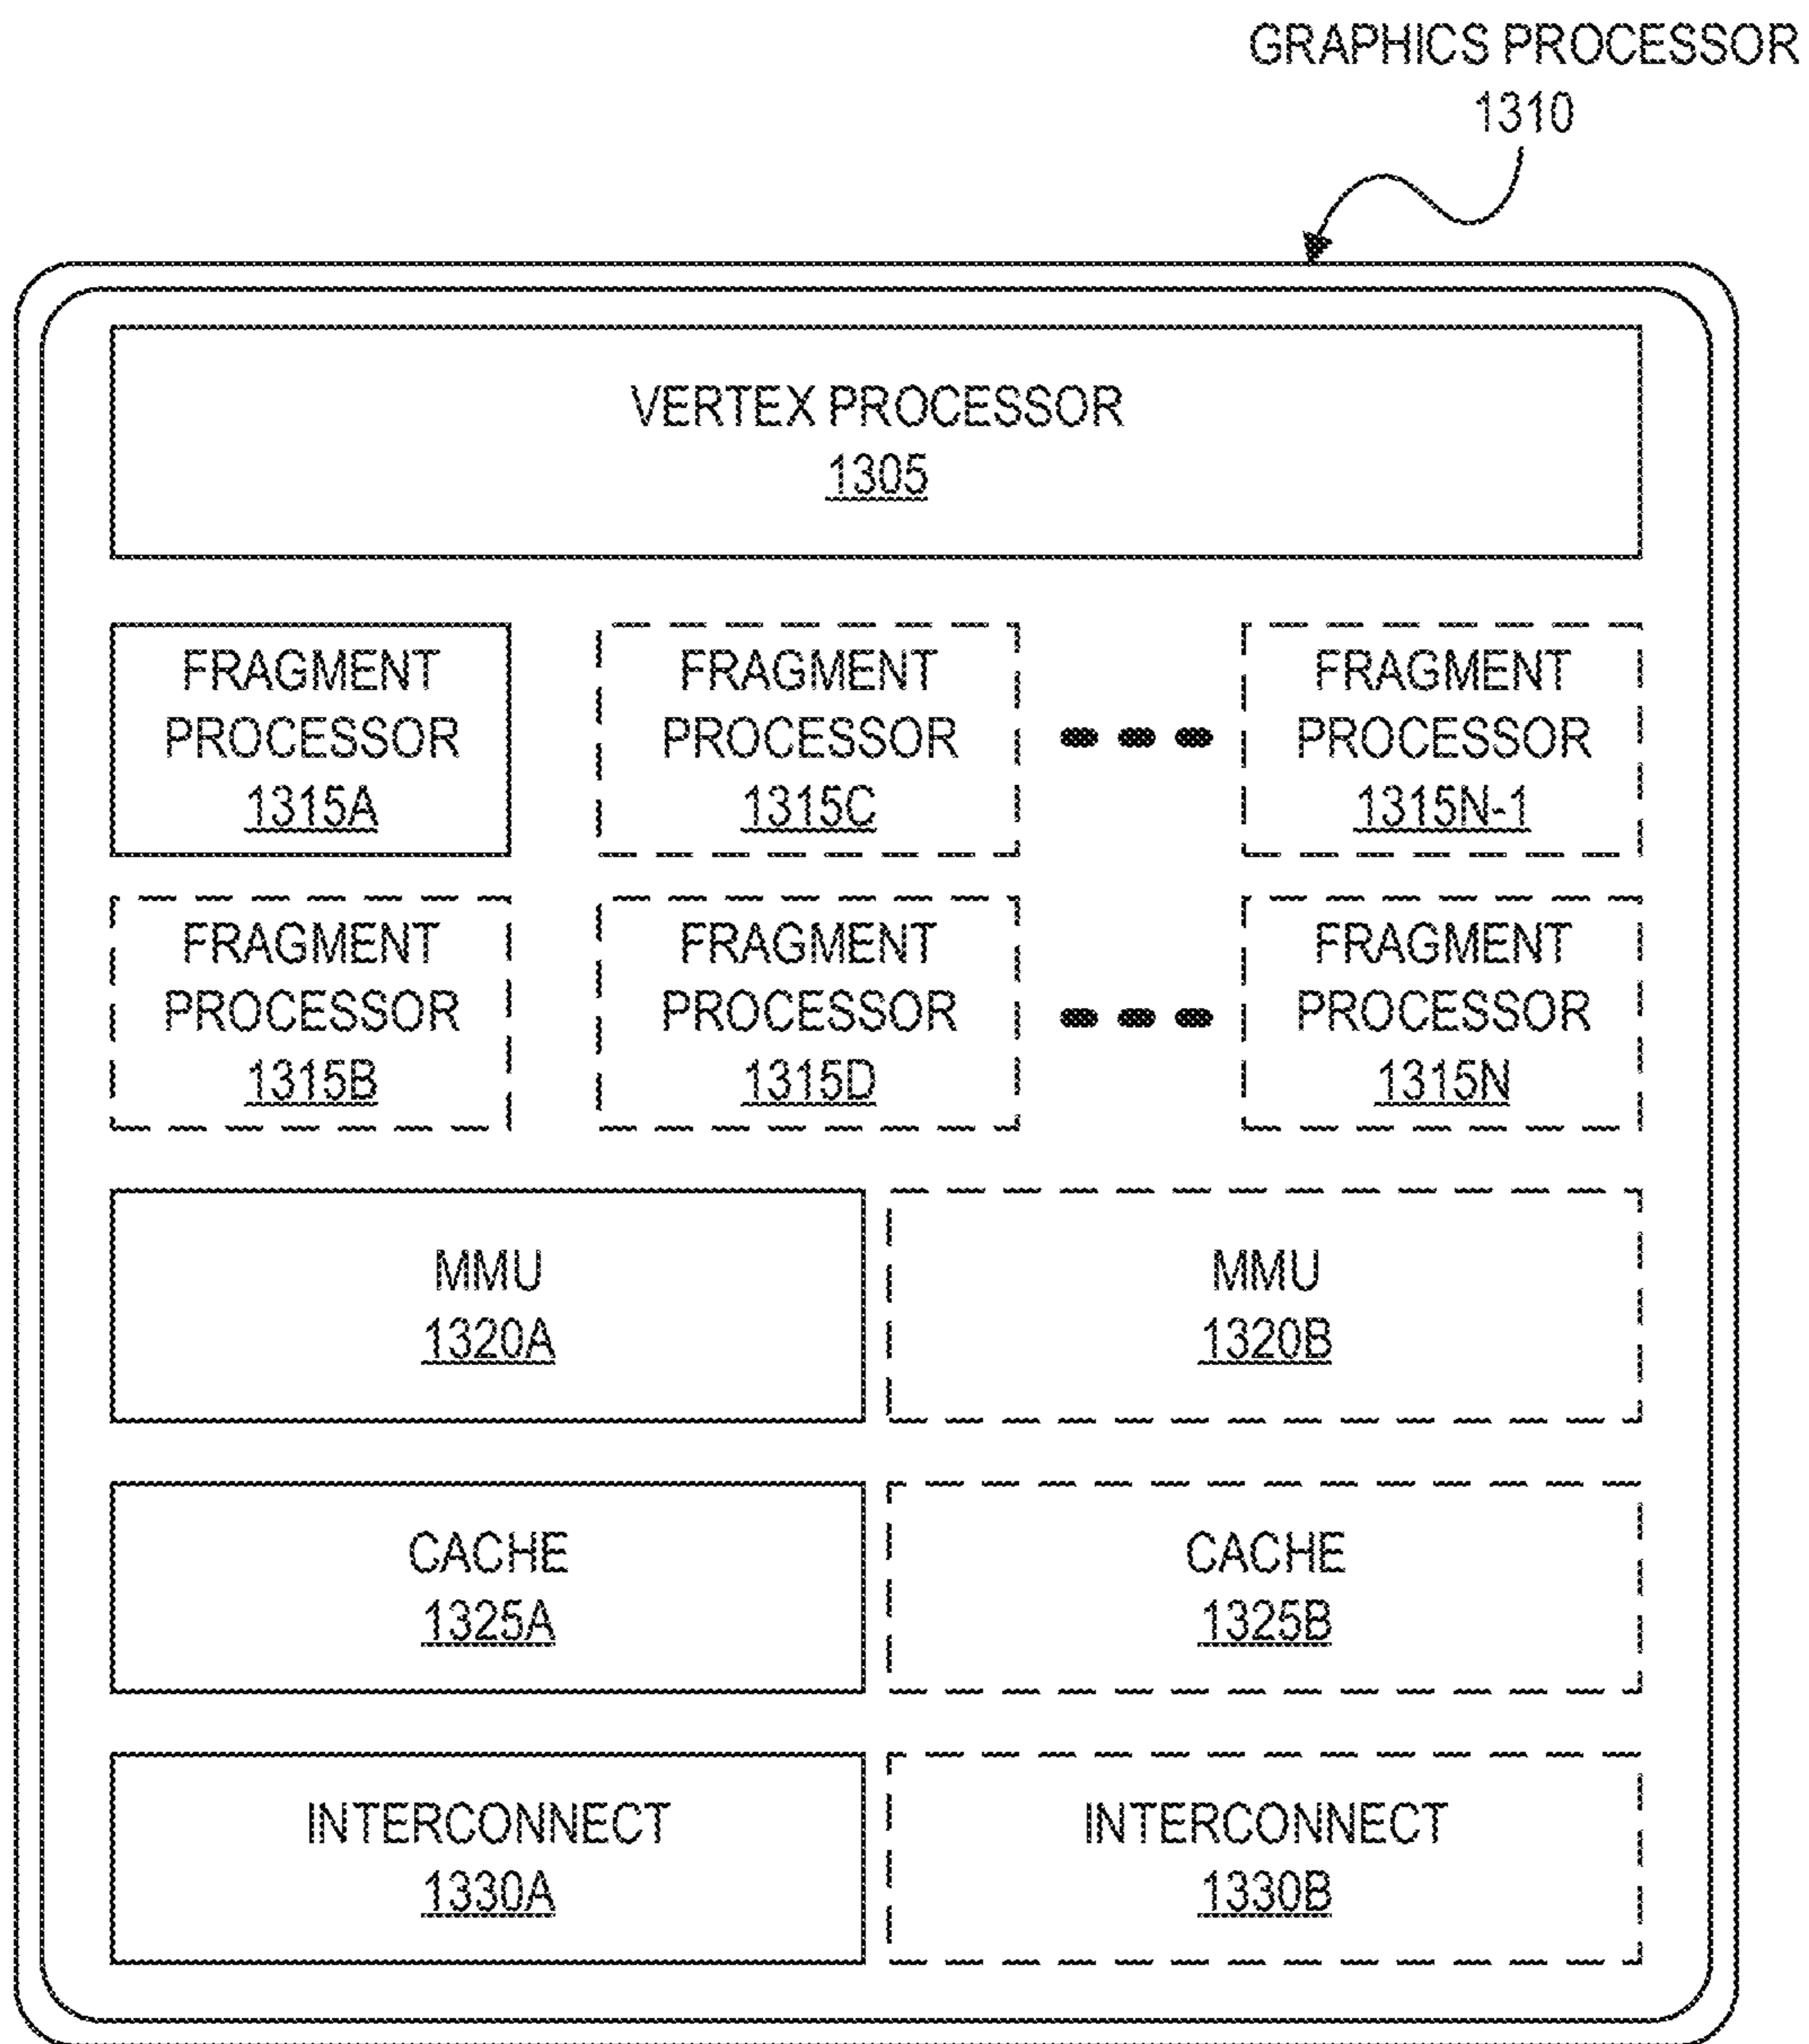 GRAPHICS PROCESSOR
1310
VERTEX PROCESSOR
1305
FRAGMENT
PROCESSOR
1315A
FRAGMENT
PROCESSOR
1315C
FRAGMENT
PROCESSOR
1315N-1
FRAGMENT
PROCESSOR
1315B
FRAGMENT
PROCESSOR
1315D
FRAGMENT
PROCESSOR
1315N
MMU
1320A
MMU
1320B
CACHE
1325A
CACHE
1325B
INTERCONNECT
1330A
INTERCONNECT
1330B